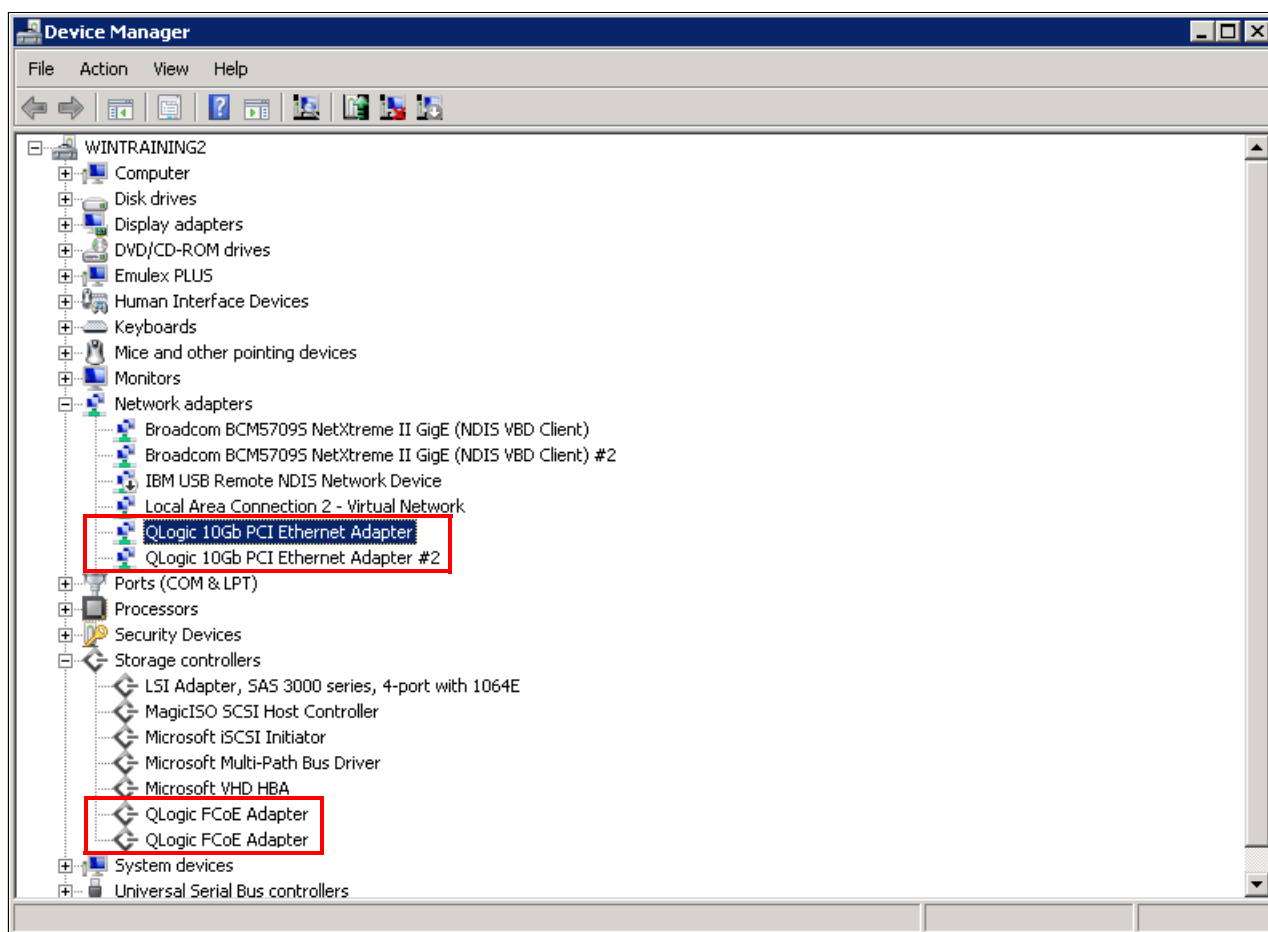 Device Manager
File Action View Help
WINTRAINING2
Computer
Disk drives
Display adapters
DVD/CD-ROM drives
Emulex PLUS
Human Interface Devices
Keyboards
Mice and other pointing devices
Monitors
Network adapters
Broadcom BCM5709S NetXtreme II GigE (NDIS VBD Client)
Broadcom BCM5709S NetXtreme II GigE (NDIS VBD Client) #2
IBM USB Remote NDIS Network Device
Local Area Connection 2 - Virtual Network
QLogic 10Gb PCI Ethernet Adapter
QLogic 10Gb PCI Ethernet Adapter #2
Ports (COM & LPT)
Processors
Security Devices
Storage controllers
LSI Adapter, SAS 3000 series, 4-port with 1064E
MagicISO SCSI Host Controller
Microsoft iSCSI Initiator
Microsoft Multi-Path Bus Driver
Microsoft VHD HBA
QLogic FCoE Adapter
QLogic FCoE Adapter
System devices
Universal Serial Bus controllers